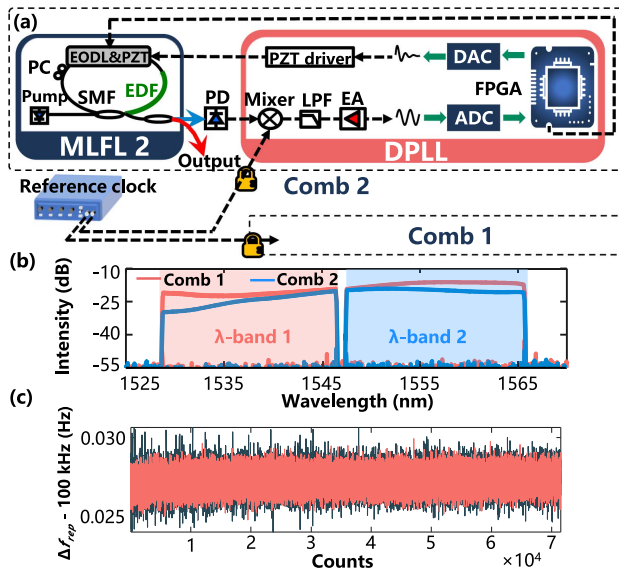 (a)
EODL&PZT
PC
EDF
Pump
SMF
PD
Output
MLFL 2
PZT driver
DAC
FPGA
Mixer
LPF
EA
ADC
DPLL
Reference clock
Comb 2
Comb 1
(b)
Intensity (dB)
-10
-25
-40
-55
Comb 1
Comb 2
λ-band 1
λ-band 2
1525
1535
1545
1555
1565
Wavelength (nm)
(c)
Δf_rep - 100 kHz (Hz)
0.030
0.025
1
2
3
4
5
6
7
×10⁴
Counts